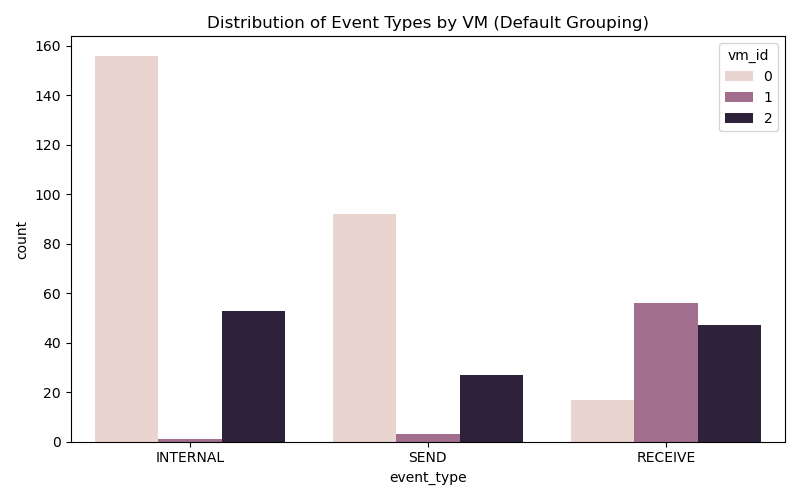 Distribution of Event Types by VM (Default Grouping)
vm_id
0
1
2
160
140
120
100
80
60
40
20
0
count
INTERNAL SEND RECEIVE
event_type